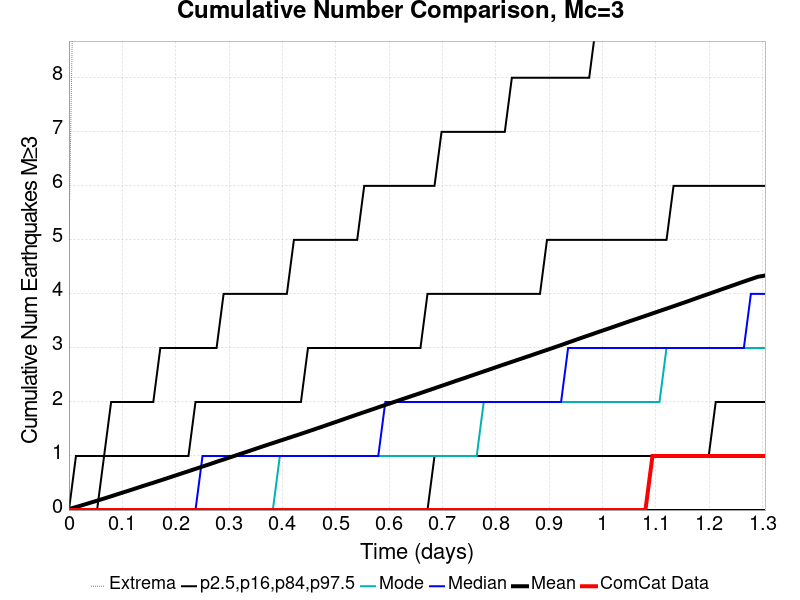 Cumulative Number Comparison, Mc=3
Cumulative Num Earthquakes M≥3
8
7
6
5
4
3
2
1
0
0 0.1 0.2 0.3 0.4 0.5 0.6 0.7 0.8 0.9 1 1.1 1.2 1.3
Time (days)
Extrema p2.5,p16,p84,p97.5 Mode Median Mean ComCat Data